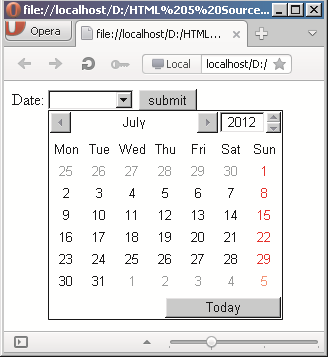 file://localhost/D:/HTML%205%20Source...
Opera
file://localhost/D:/HTML...
Local
localhost/D:/
Date:
submit
July
2012
Mon Tue Wed Thu Fri Sat Sun
25 26 27 28 29 30 1
2 3 4 5 6 7 8
9 10 11 12 13 14 15
16 17 18 19 20 21 22
23 24 25 26 27 28 29
30 31 1 2 3 4 5
Today